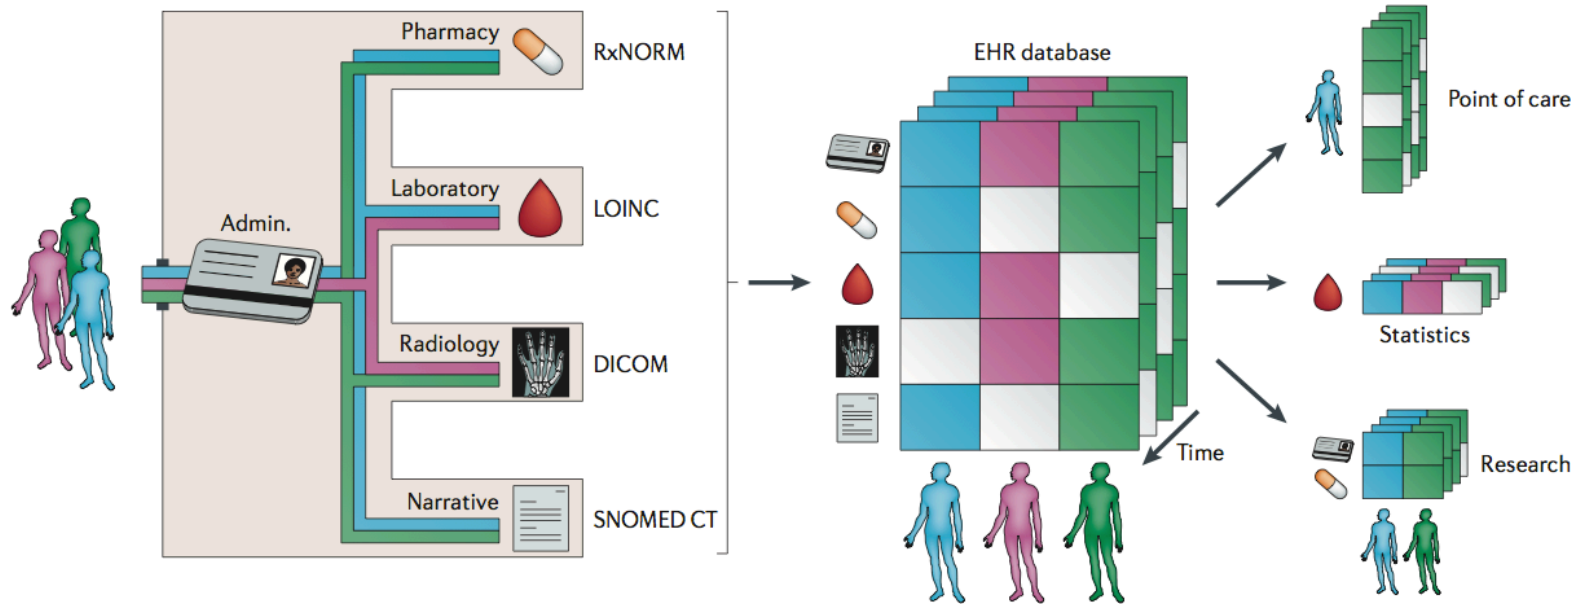 Pharmacy
RxNORM
Laboratory
LOINC
Admin.
Radiology
DICOM
Narrative
SNOMED CT
EHR database
Time
Point of care
Statistics
Research